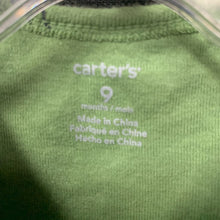 carter's
9
months / mois
Made in China
Fabriqué en Chine
Hecho en China